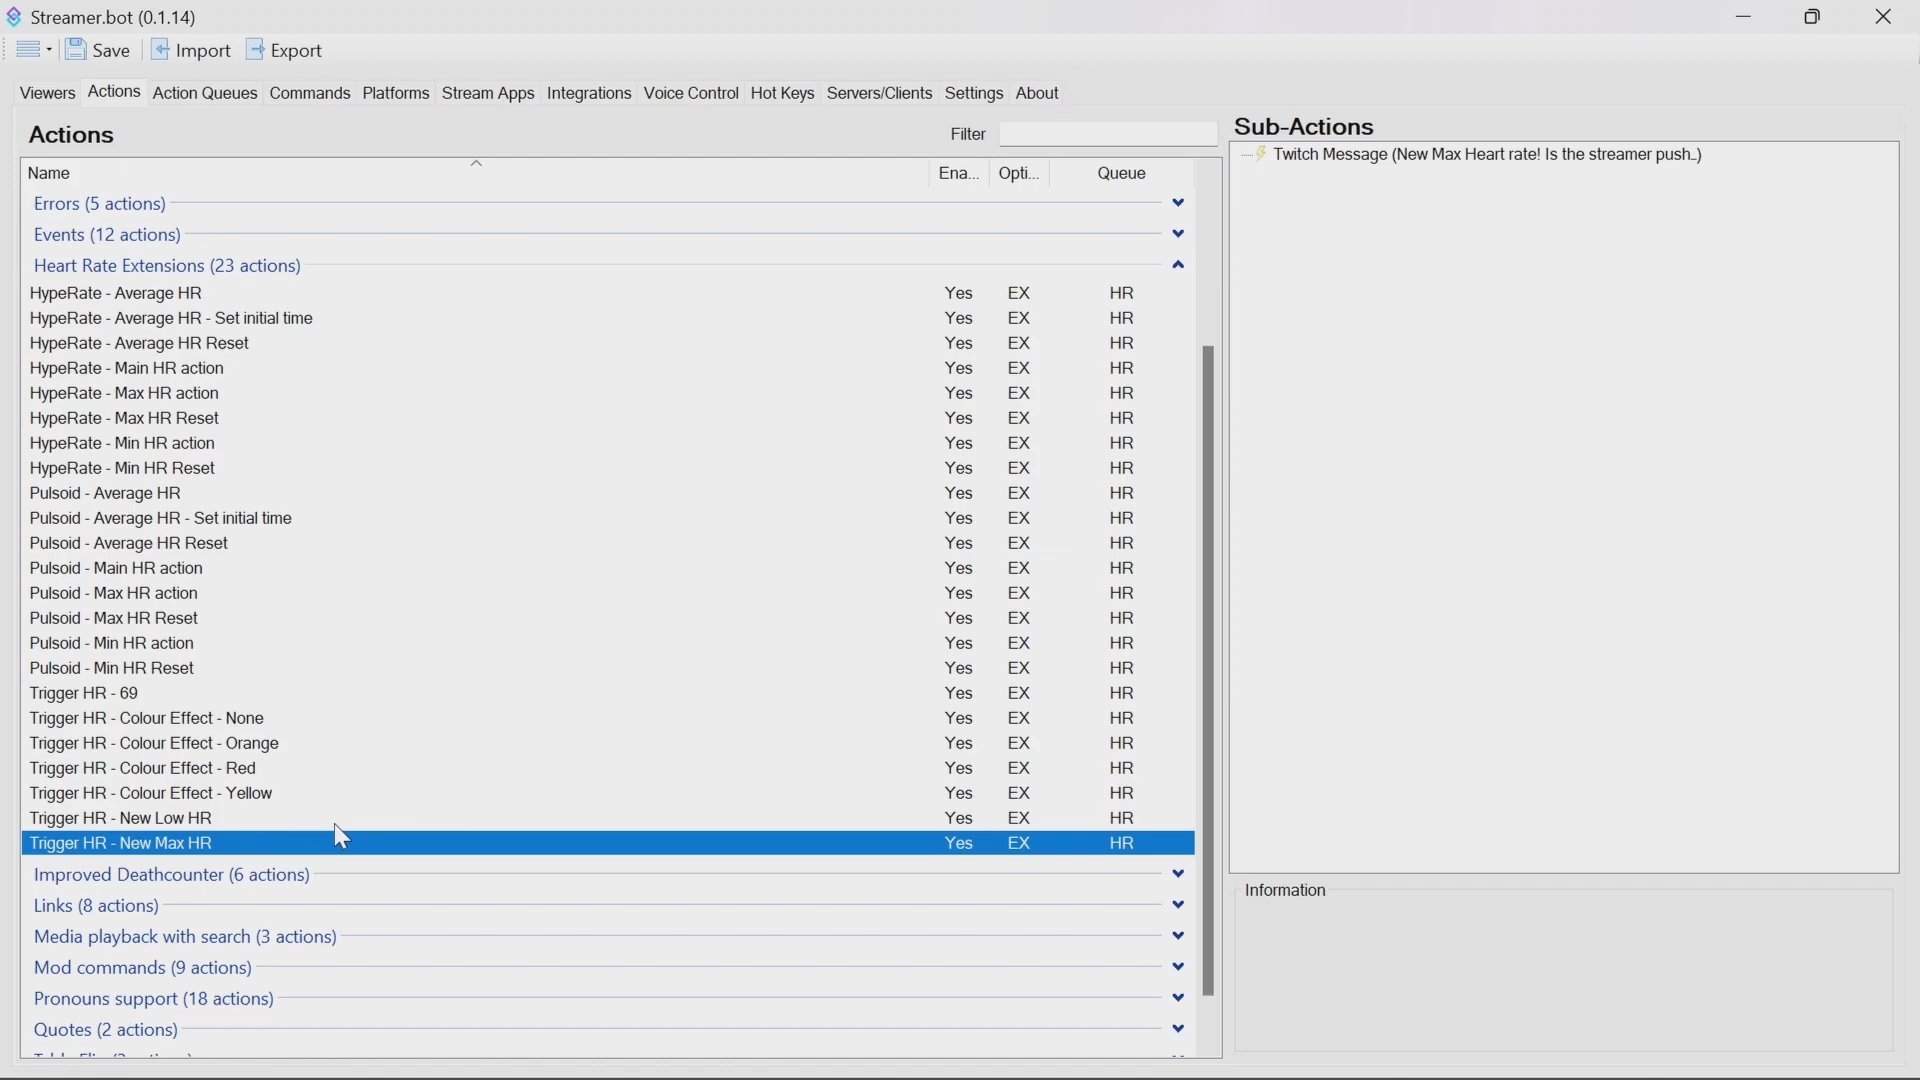 Streamer.bot (0.1.14)
Save Import Export
Viewers Actions Action Queues Commands Platforms Stream Apps Integrations Voice Control Hot Keys Servers/Clients Settings About
Actions Filter
Name Ena... Opti... Queue
Errors (5 actions)
Events (12 actions)
Heart Rate Extensions (23 actions)
HypeRate - Average HR Yes EX HR
HypeRate - Average HR - Set initial time Yes EX HR
HypeRate - Average HR Reset Yes EX HR
HypeRate - Main HR action Yes EX HR
HypeRate - Max HR action Yes EX HR
HypeRate - Max HR Reset Yes EX HR
HypeRate - Min HR action Yes EX HR
HypeRate - Min HR Reset Yes EX HR
Pulsoid - Average HR Yes EX HR
Pulsoid - Average HR - Set initial time Yes EX HR
Pulsoid - Average HR Reset Yes EX HR
Pulsoid - Main HR action Yes EX HR
Pulsoid - Max HR action Yes EX HR
Pulsoid - Max HR Reset Yes EX HR
Pulsoid - Min HR action Yes EX HR
Pulsoid - Min HR Reset Yes EX HR
Trigger HR - 69 Yes EX HR
Trigger HR - Colour Effect - None Yes EX HR
Trigger HR - Colour Effect - Orange Yes EX HR
Trigger HR - Colour Effect - Red Yes EX HR
Trigger HR - Colour Effect - Yellow Yes EX HR
Trigger HR - New Low HR Yes EX HR
Trigger HR - New Max HR Yes EX HR
Improved Deathcounter (6 actions)
Links (8 actions)
Media playback with search (3 actions)
Mod commands (9 actions)
Pronouns support (18 actions)
Quotes (2 actions)
Sub-Actions
Twitch Message (New Max Heart rate! Is the streamer push..)
Information